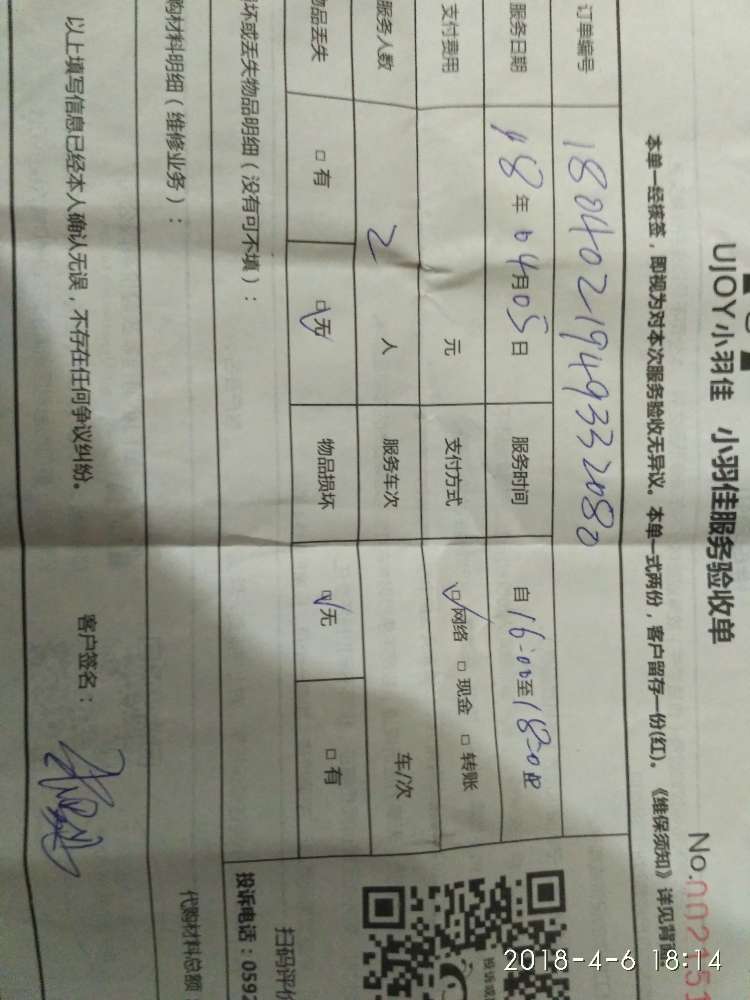 UJOY小羽佳 小羽佳服务验收单
No.002151
本单一经核签，即视为对本次服务验收无异议。本单一式两份，客户留存一份(红)。《维保须知》详见背面
订单编号 1804021949332080
服务日期 18年04月05日 服务时间 自16:00至18:00
支付费用 元 支付方式 ☑网络 □现金 □转账
服务人数 2 人 服务车次 车/次
物品丢失 □有 ☑无 物品损坏 ☑无 □有
坏或丢失物品明细（没有可不填）：
购材料明细（维修业务）：
代购材料总额
以上填写信息已经本人确认无误，不存在任何争议纠纷。 客户签名：
投诉或
扫码评价
投诉电话：0592
2018-4-6 18:14